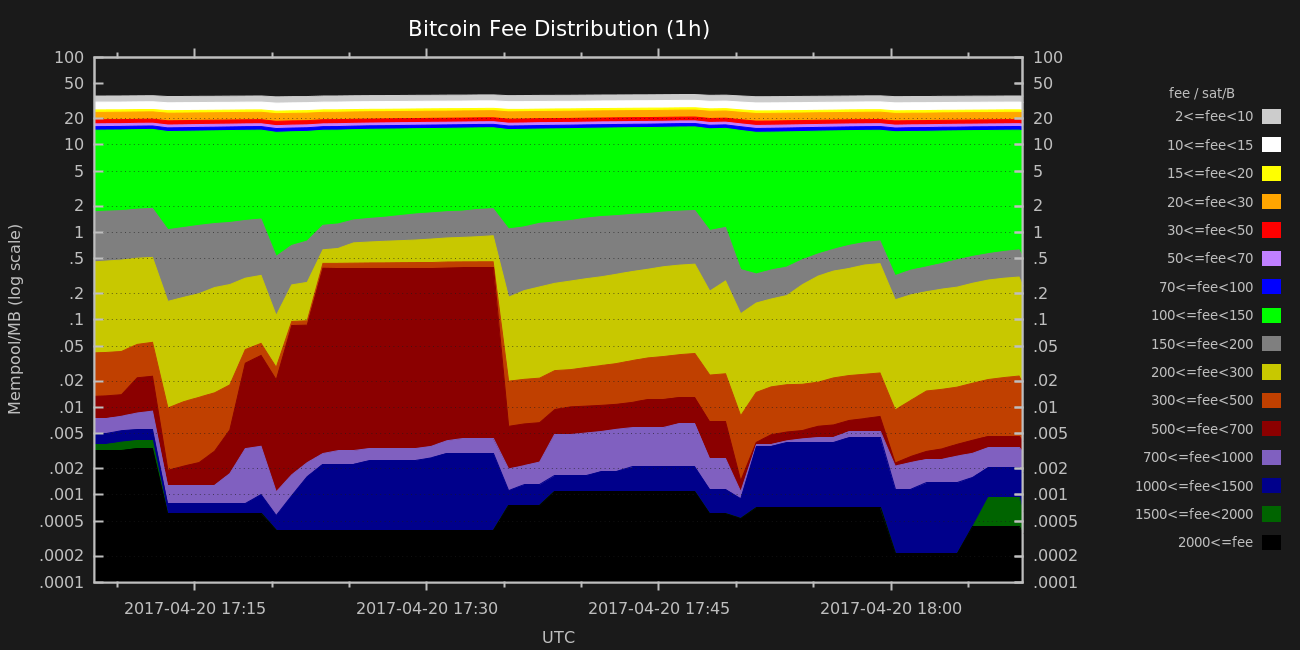 Bitcoin Fee Distribution (1h)
100
50
20
10
5
2
1
.5
.2
.1
.05
.02
.01
.005
.002
.001
.0005
.0002
.0001
Mempool/MB (log scale)
100
50
20
10
5
2
1
.5
.2
.1
.05
.02
.01
.005
.002
.001
.0005
.0002
.0001
2017-04-20 17:15
2017-04-20 17:30
2017-04-20 17:45
2017-04-20 18:00
UTC
fee / sat/B
2<=fee<10
10<=fee<15
15<=fee<20
20<=fee<30
30<=fee<50
50<=fee<70
70<=fee<100
100<=fee<150
150<=fee<200
200<=fee<300
300<=fee<500
500<=fee<700
700<=fee<1000
1000<=fee<1500
1500<=fee<2000
2000<=fee